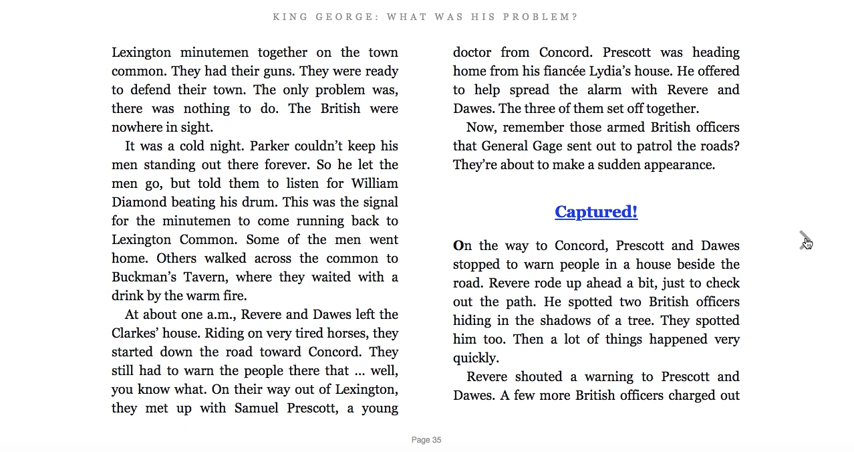 KING GEORGE: WHAT WAS HIS PROBLEM?
Lexington minutemen together on the town
common. They had their guns. They were ready
to defend their town. The only problem was,
there was nothing to do. The British were
nowhere in sight.
It was a cold night. Parker couldn’t keep his
men standing out there forever. So he let the
men go, but told them to listen for William
Diamond beating his drum. This was the signal
for the minutemen to come running back to
Lexington Common. Some of the men went
home. Others walked across the common to
Buckman’s Tavern, where they waited with a
drink by the warm fire.
At about one a.m., Revere and Dawes left the
Clarkes’ house. Riding on very tired horses, they
started down the road toward Concord. They
still had to warn the people there that ... well,
you know what. On their way out of Lexington,
they met up with Samuel Prescott, a young
doctor from Concord. Prescott was heading
home from his fiancée Lydia’s house. He offered
to help spread the alarm with Revere and
Dawes. The three of them set off together.
Now, remember those armed British officers
that General Gage sent out to patrol the roads?
They’re about to make a sudden appearance.
Captured!
On the way to Concord, Prescott and Dawes
stopped to warn people in a house beside the
road. Revere rode up ahead a bit, just to check
out the path. He spotted two British officers
hiding in the shadows of a tree. They spotted
him too. Then a lot of things happened very
quickly.
Revere shouted a warning to Prescott and
Dawes. A few more British officers charged out
Page 35